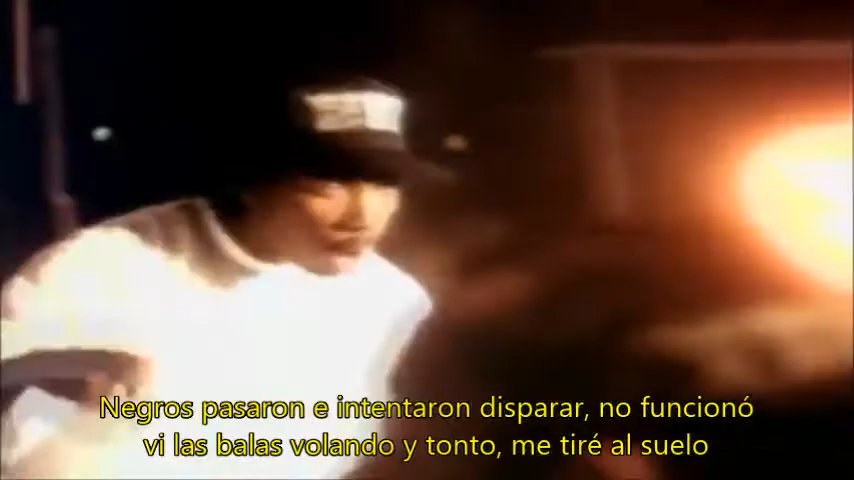 Negros pasaron e intentaron disparar, no funcionó
vi las balas volando y tonto, me tiré al suelo